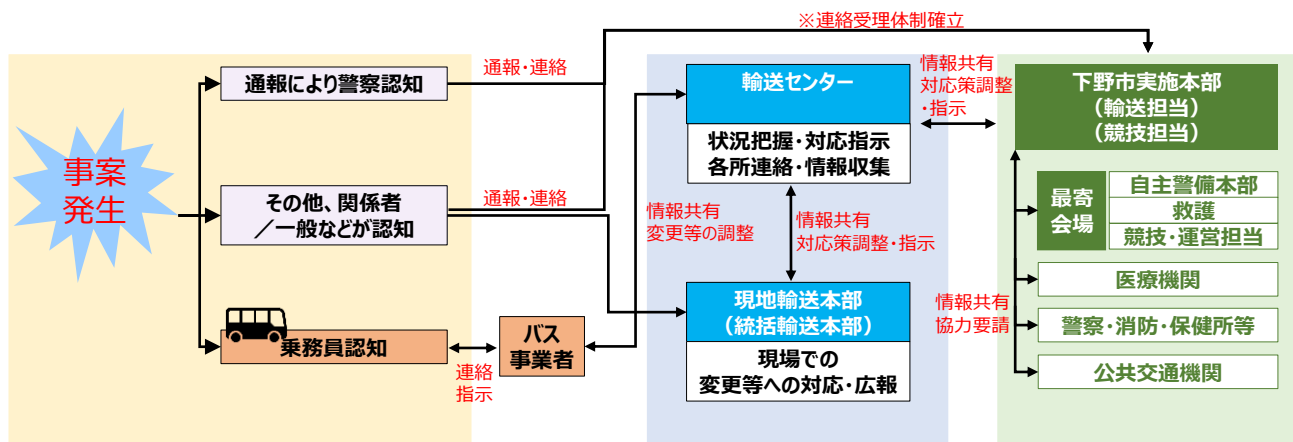 ※連絡受理体制確立
事案
発生
通報により警察認知
通報・連絡
その他、関係者
／一般などが認知
通報・連絡
乗務員認知
連絡
指示
バス
事業者
輸送センター
状況把握・対応指示
各所連絡・情報収集
情報共有
変更等の調整
情報共有
対応策調整・指示
現地輸送本部
（統括輸送本部）
現場での
変更等への対応・広報
情報共有
対応策調整
・指示
下野市実施本部
（輸送担当）
（競技担当）
最寄
会場
自主警備本部
救護
競技・運営担当
情報共有
協力要請
医療機関
警察・消防・保健所等
公共交通機関